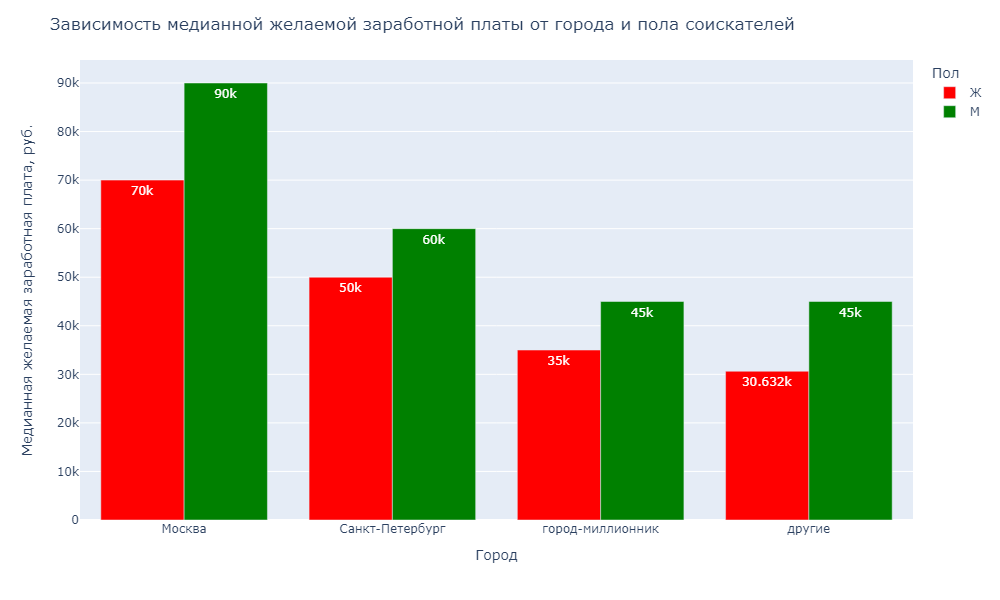 Зависимость медианной желаемой заработной платы от города и пола соискателей
Пол
Ж
М
Медианная желаемая заработная плата, руб.
90k
80k
70k
60k
50k
40k
30k
20k
10k
0
70k
90k
50k
60k
35k
45k
30.632k
45k
Москва
Санкт-Петербург
город-миллионник
другие
Город